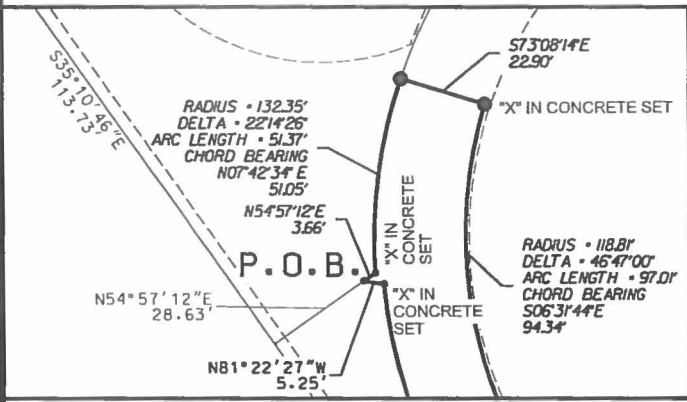 S35°10'46"E
113.73'
S73°08'14"E
22.90'
"X" IN CONCRETE SET
RADIUS = 132.35'
DELTA = 22°14'26"
ARC LENGTH = 51.37'
CHORD BEARING
N07°42'34" E
51.05'
N54°57'12"E
3.66'
"X" IN
CONCRETE
SET
P.O.B.
N54°57'12"E
28.63'
"X" IN
CONCRETE
SET
N81°22'27"W
5.25'
RADIUS = 118.81'
DELTA = 46°47'00"
ARC LENGTH = 97.01'
CHORD BEARING
S06°31'44"E
94.34'